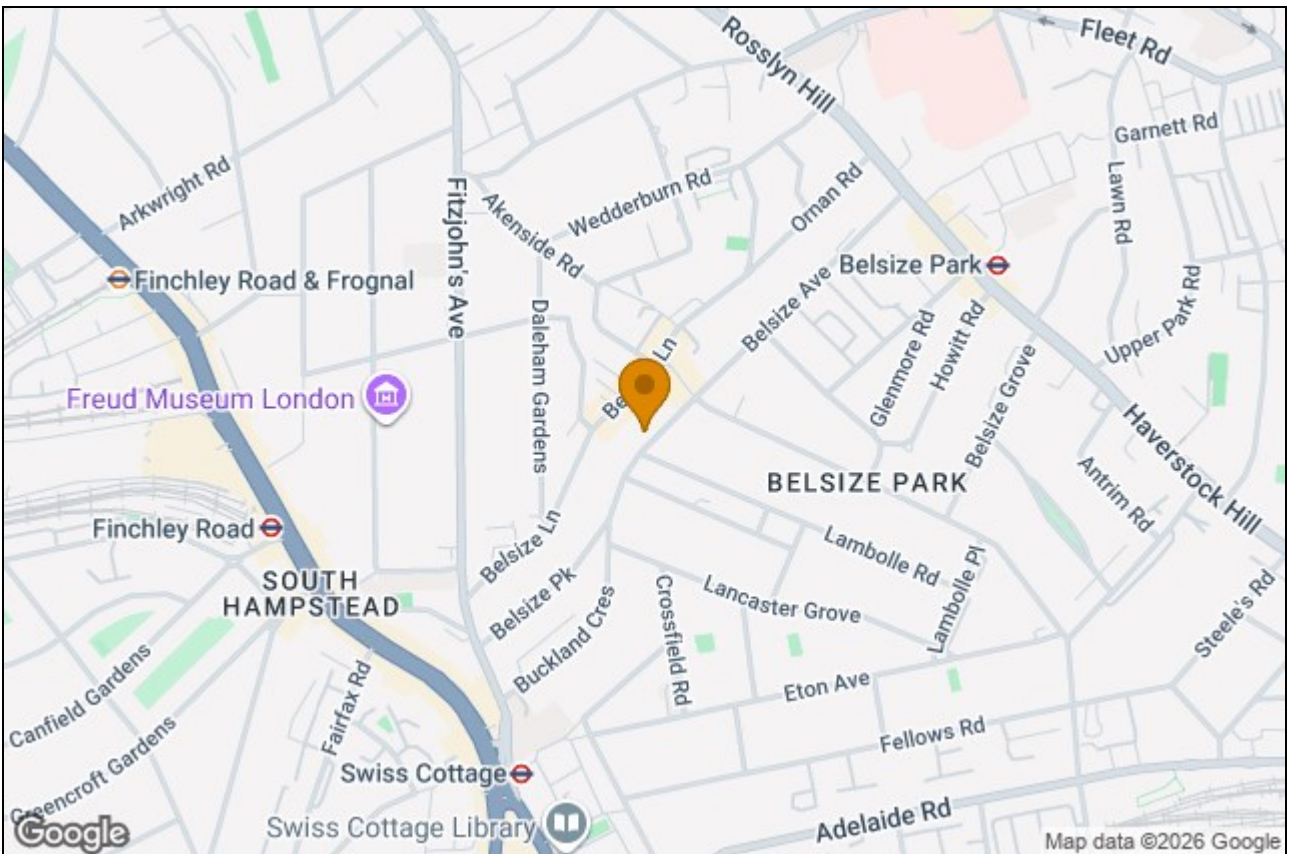 Rosslyn Hill
Fleet Rd
Garnett Rd
Arkwright Rd
Fitzjohn's Ave
Akenside Rd
Wedderburn Rd
Ornan Rd
Lawn Rd
Finchley Road & Frognal
Belsize Park
Belsize Ave
Daleham Gardens
Glenmore Rd
Howitt Rd
Upper Park Rd
Belsize Grove
Freud Museum London
Ln
Haverstock Hill
Antrim Rd
BELSIZE PARK
Finchley Road
Belsize Ln
Lambolle Rd
Lambolle Pl
SOUTH
HAMPSTEAD
Belsize Pk
Buckland Cres
Crossfield Rd
Lancaster Grove
Steele's Rd
Canfield Gardens
Fairfax Rd
Eton Ave
Fellows Rd
Greencroft Gardens
Swiss Cottage
Swiss Cottage Library
Adelaide Rd
Google
Map data ©2026 Google